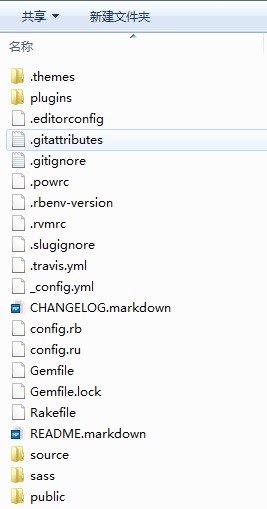 共享 新建文件夹
名称
.themes
plugins
.editorconfig
.gitattributes
.gitignore
.powrc
.rbenv-version
.rvmrc
.slugignore
.travis.yml
_config.yml
CHANGELOG.markdown
config.rb
config.ru
Gemfile
Gemfile.lock
Rakefile
README.markdown
source
sass
public